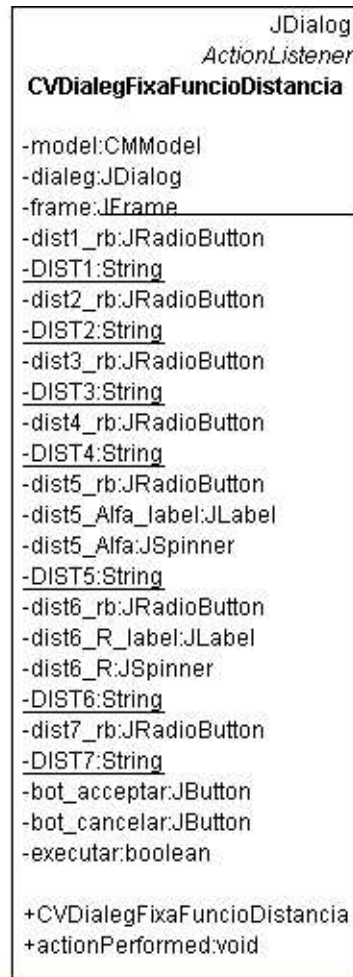 JDialog
ActionListener
CVDialegFixaFuncioDistancia
-model:CMModel
-dialeg:JDialog
-frame:JFrame
-dist1_rb:JRadioButton
-DIST1:String
-dist2_rb:JRadioButton
-DIST2:String
-dist3_rb:JRadioButton
-DIST3:String
-dist4_rb:JRadioButton
-DIST4:String
-dist5_rb:JRadioButton
-dist5_Alfa_label:JLabel
-dist5_Alfa:JSpinner
-DIST5:String
-dist6_rb:JRadioButton
-dist6_R_label:JLabel
-dist6_R:JSpinner
-DIST6:String
-dist7_rb:JRadioButton
-DIST7:String
-bot_acceptar:JButton
-bot_cancelar:JButton
-executar:boolean
+CVDialegFixaFuncioDistancia
+actionPerformed:void